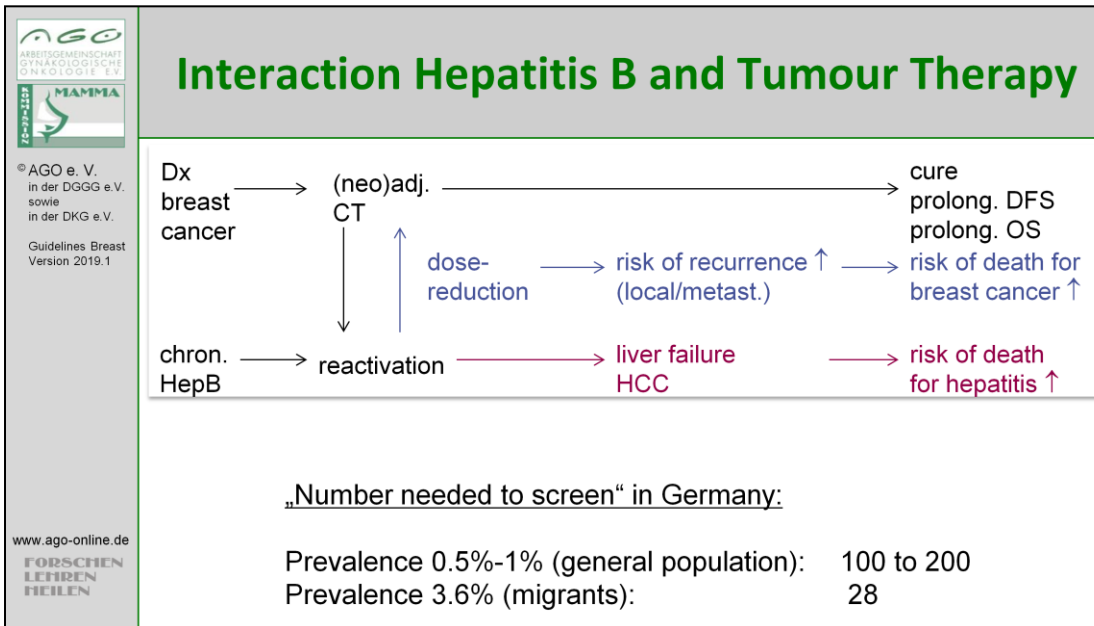 AGO
ARBEITSGEMEINSCHAFT
GYNÄKOLOGISCHE
ONKOLOGIE E.V.
KOMMISSION
MAMMA
© AGO e. V.
in der DGGG e.V.
sowie
in der DKG e.V.
Guidelines Breast
Version 2019.1
www.ago-online.de
FORSCHEN
LEHREN
HEILEN
Interaction Hepatitis B and Tumour Therapy
Dx
breast
cancer
(neo)adj.
CT
cure
prolong. DFS
prolong. OS
dose-
reduction
risk of recurrence ↑
(local/metast.)
risk of death for
breast cancer ↑
chron.
HepB
reactivation
liver failure
HCC
risk of death
for hepatitis ↑
„Number needed to screen“ in Germany:
Prevalence 0.5%-1% (general population): 100 to 200
Prevalence 3.6% (migrants): 28